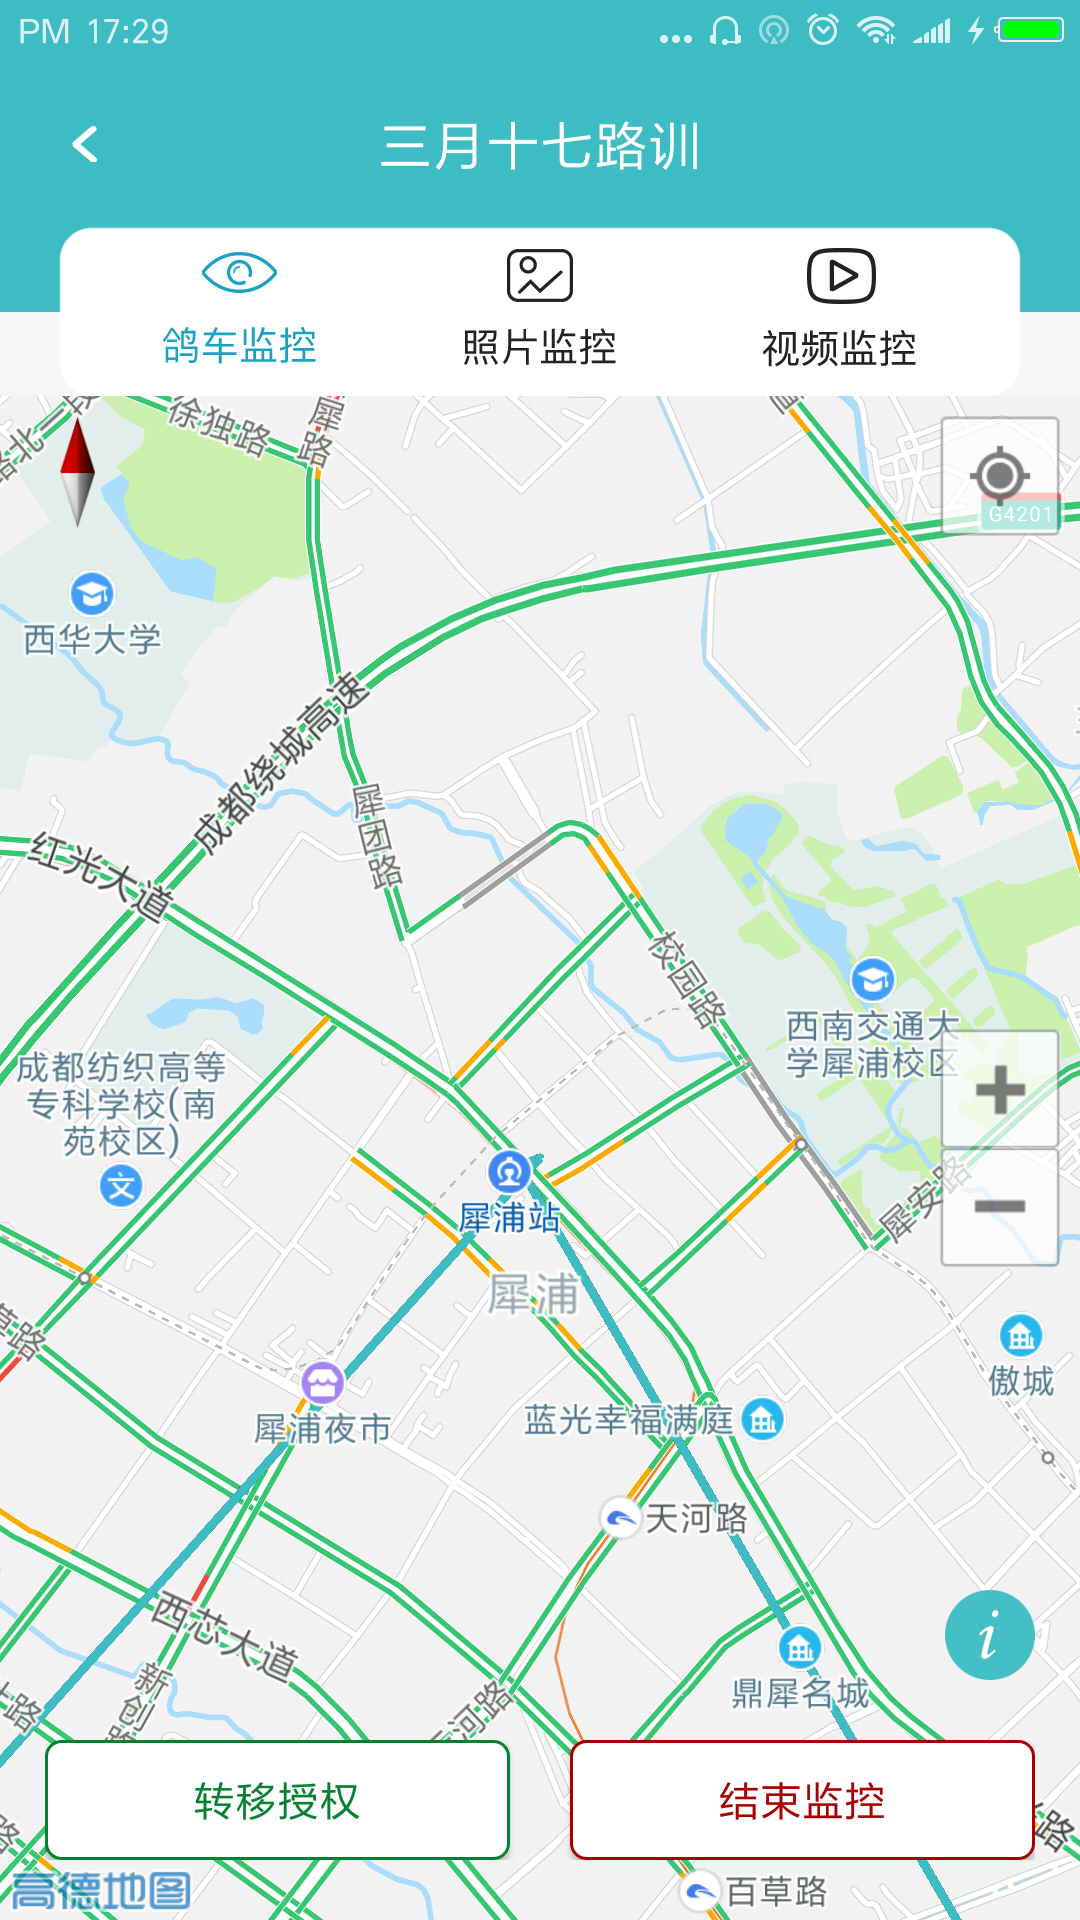 PM 17:29
三月十七路训
鸽车监控
照片监控
视频监控
徐独路
犀
路
G4201
西华大学
成都绕城高速
犀
团
路
红光大道
校园路
西南交通大
学犀浦校区
成都纺织高等
专科学校(南
苑校区)
犀安路
犀浦站
犀浦
草路
傲城
犀浦夜市
蓝光幸福满庭
天河路
西芯大道
i
鼎犀名城
新创
河路
转移授权
结束监控
路
高德地图
百草路